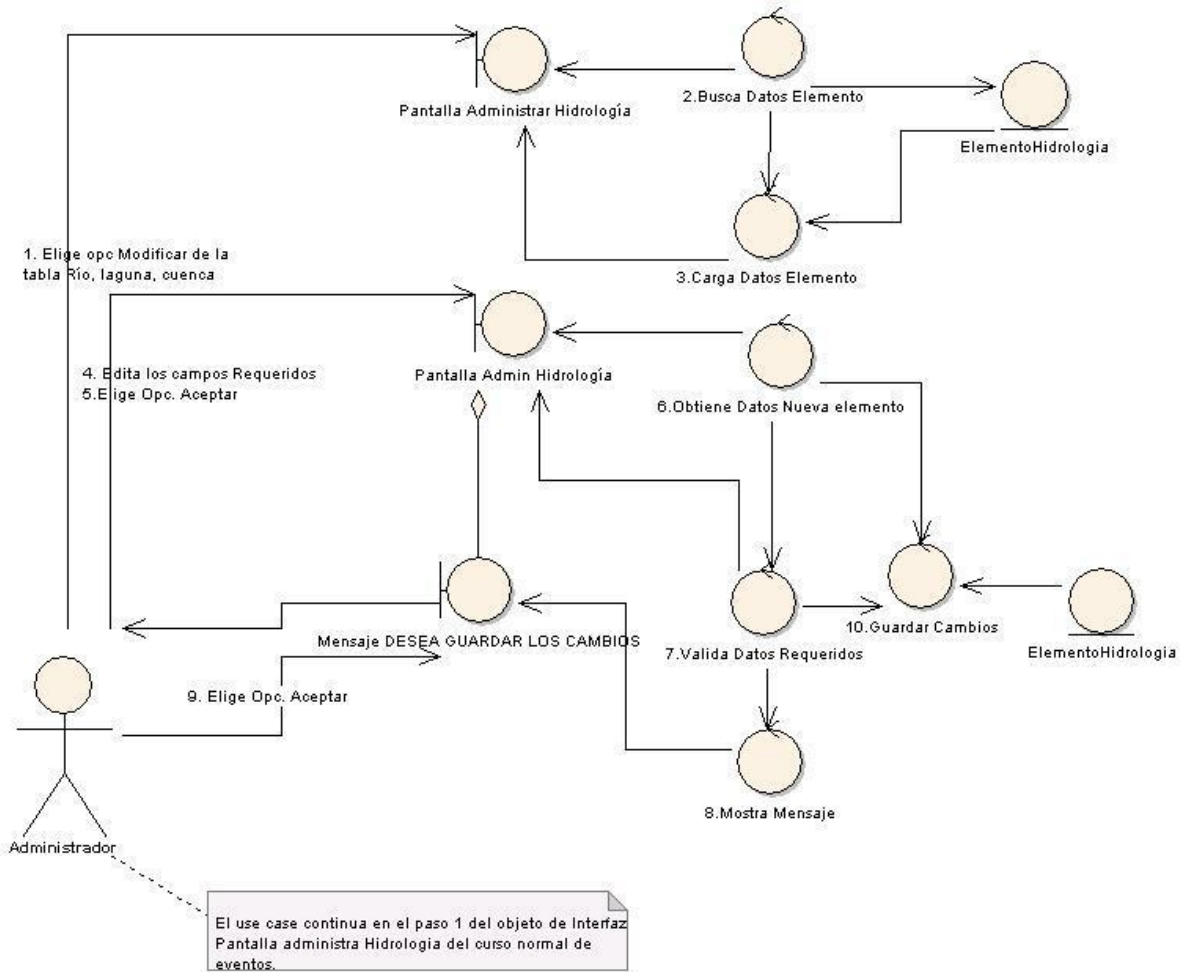 Pantalla Administrar Hidrología
2.Busca Datos Elemento
ElementoHidrologia
1. Elige opc Modificar de la
tabla Río, laguna, cuenca
3.Carga Datos Elemento
4. Edita los campos Requeridos
5.Elige Opc. Aceptar
Pantalla Admin Hidrología
6.Obtiene Datos Nueva elemento
Mensaje DESEA GUARDAR LOS CAMBIOS
7.Valida Datos Requeridos
10.Guardar Cambios
ElementoHidrologia
9. Elige Opc. Aceptar
8.Mostra Mensaje
Administrador
El use case continua en el paso 1 del objeto de Interfaz
Pantalla administra Hidrologia del curso normal de
eventos.